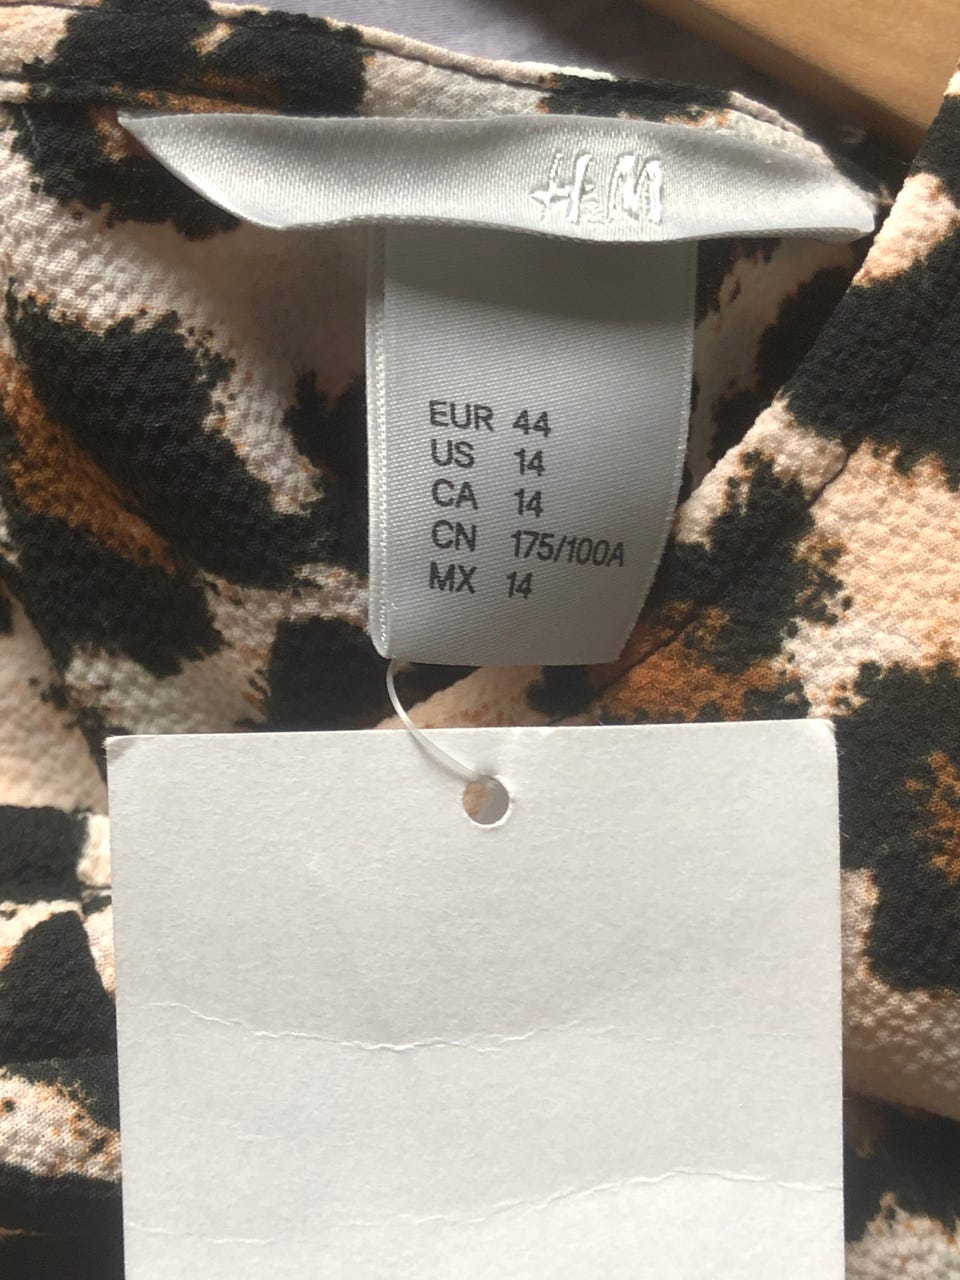 H&M
EUR 44
US 14
CA 14
CN 175/100A
MX 14